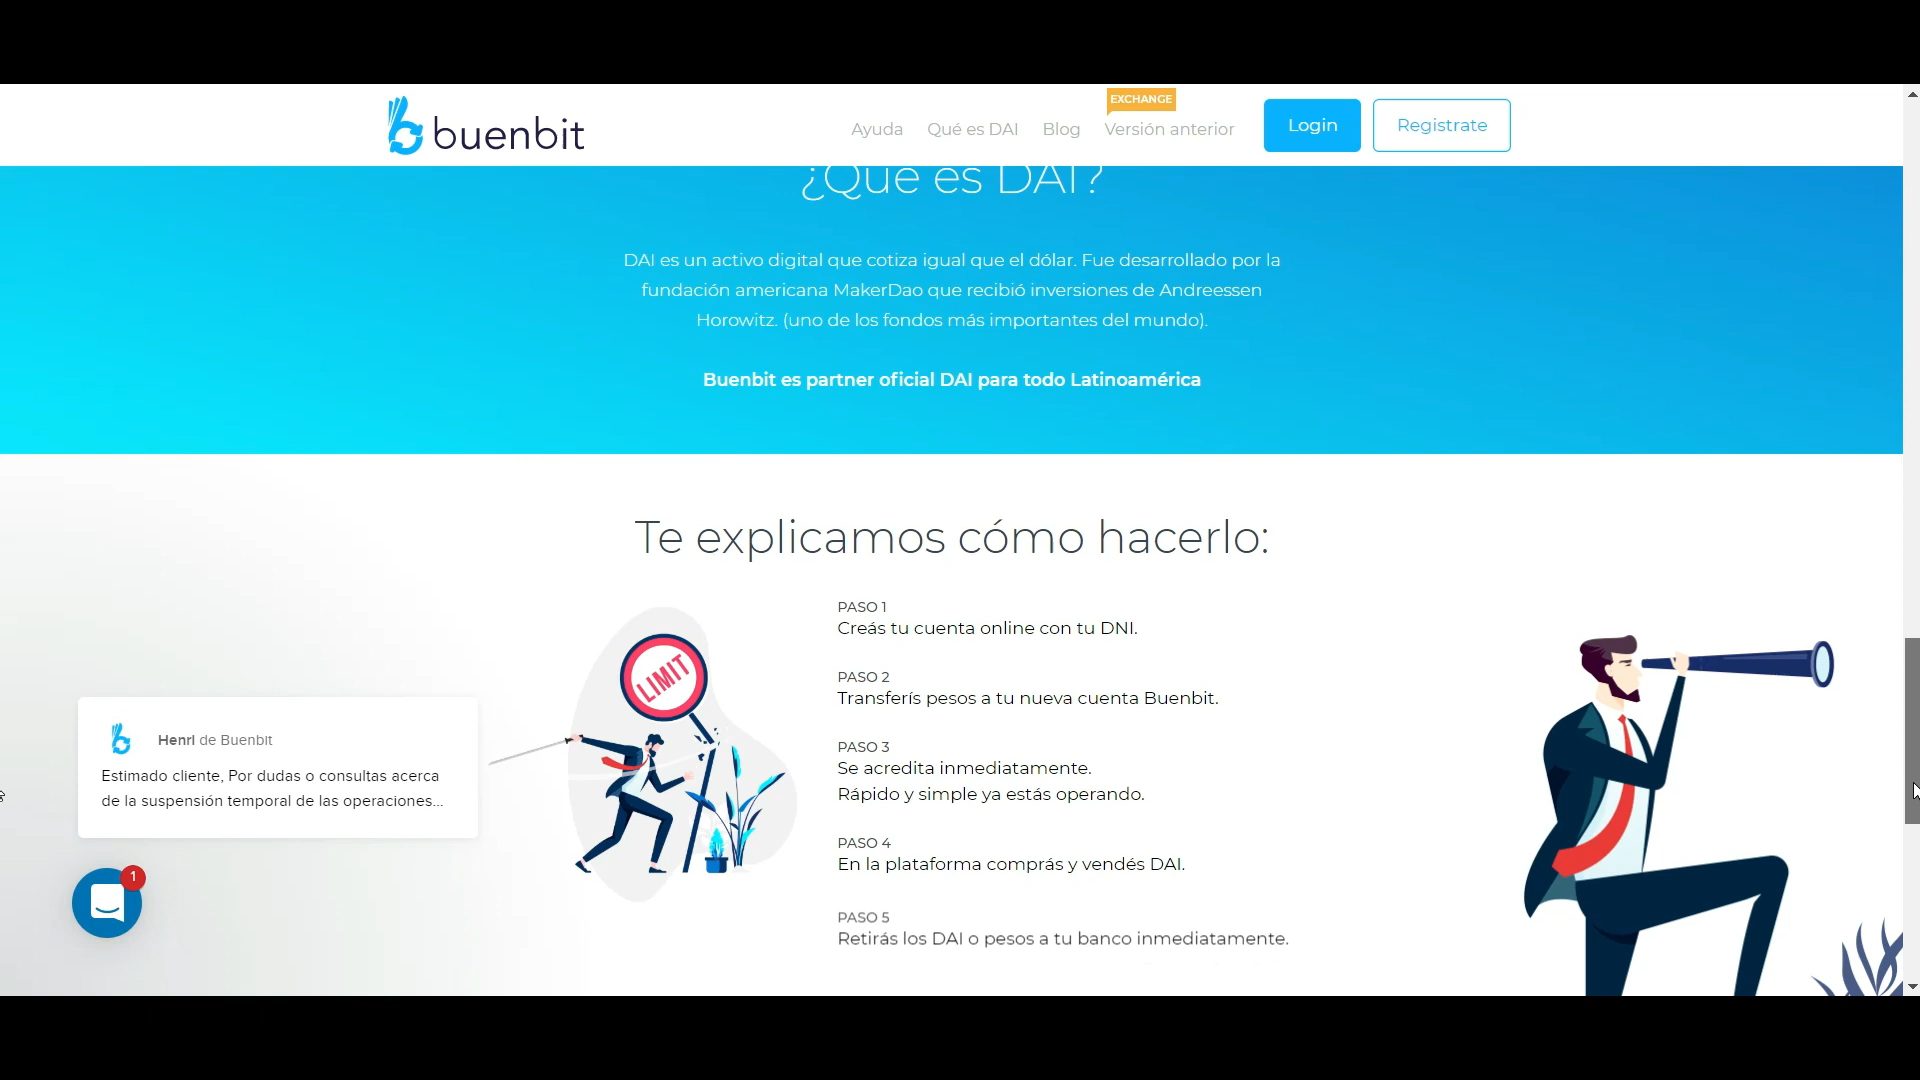 buenbit
EXCHANGE
Ayuda Qué es DAI Blog Versión anterior Login Registrate
¿Qué es DAI?
DAI es un activo digital que cotiza igual que el dólar. Fue desarrollado por la
fundación americana MakerDao que recibió inversiones de Andreessen
Horowitz. (uno de los fondos más importantes del mundo).
Buenbit es partner oficial DAI para todo Latinoamérica
Te explicamos cómo hacerlo:
LIMIT
PASO 1
Creás tu cuenta online con tu DNI.
PASO 2
Transferís pesos a tu nueva cuenta Buenbit.
PASO 3
Se acredita inmediatamente.
Rápido y simple ya estás operando.
PASO 4
En la plataforma comprás y vendés DAI.
PASO 5
Retirás los DAI o pesos a tu banco inmediatamente.
Henri de Buenbit
Estimado cliente, Por dudas o consultas acerca
de la suspensión temporal de las operaciones...
1